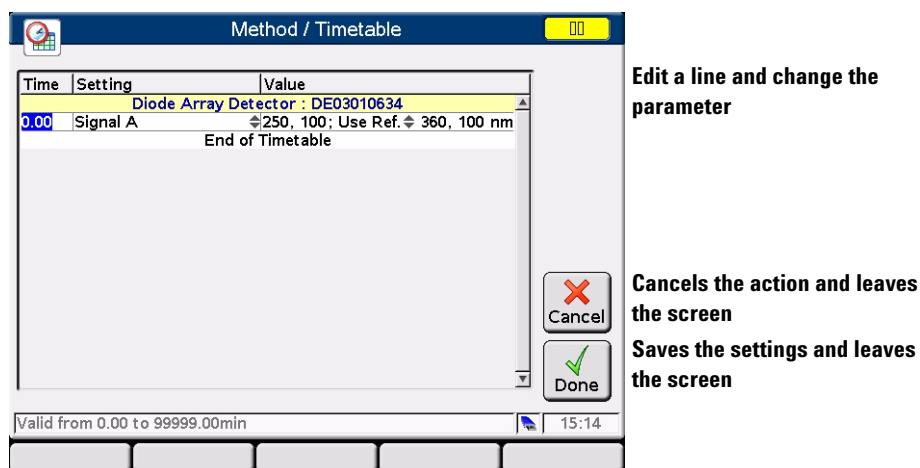 Method / Timetable
Time Setting Value
Diode Array Detector : DE03010634
0.00 Signal A 250, 100; Use Ref. 360, 100 nm
End of Timetable
Edit a line and change the
parameter
Cancel
Cancels the action and leaves
the screen
Done
Saves the settings and leaves
the screen
Valid from 0.00 to 99999.00min
15:14